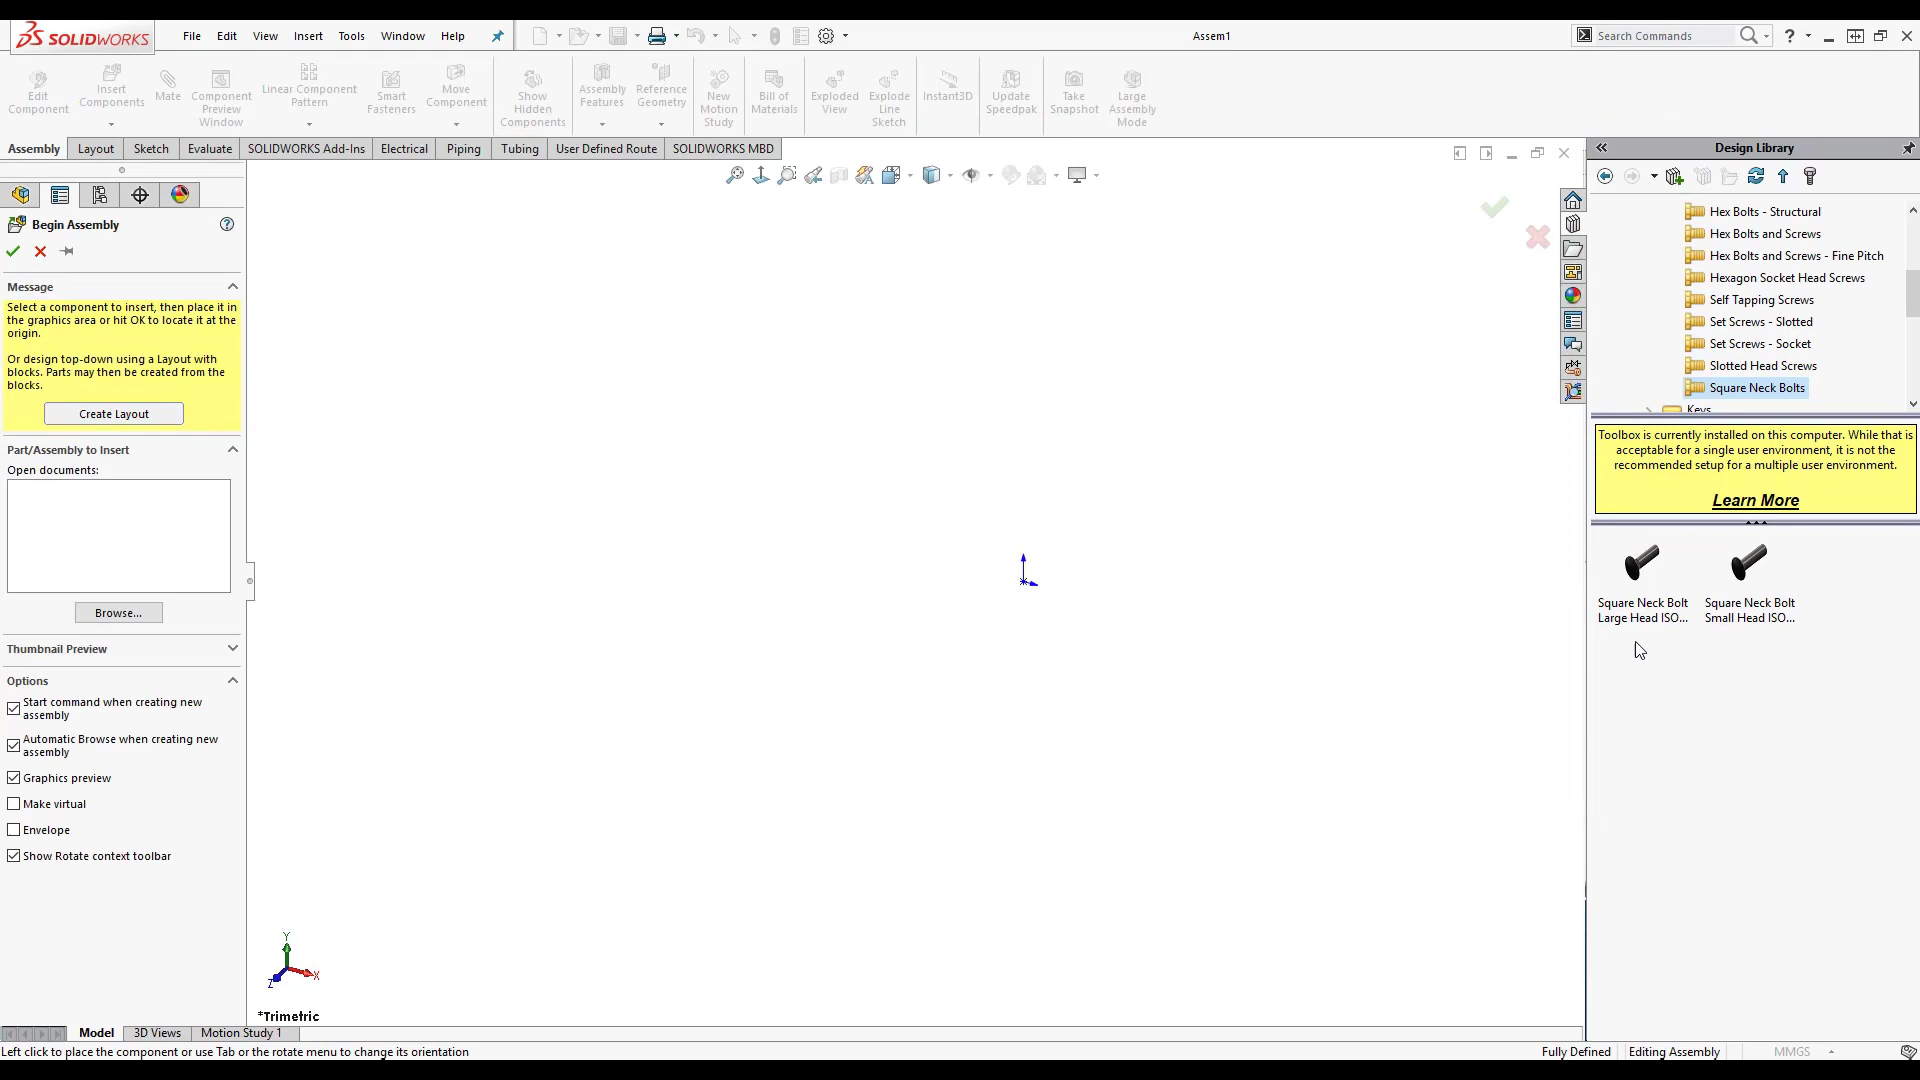 SOLIDWORKS
File Edit View Insert Tools Window Help
Assem1
Search Commands
Edit Component
Insert Components
Mate
Component Preview Window
Linear Component Pattern
Smart Fasteners
Move Component
Show Hidden Components
Assembly Features
Reference Geometry
New Motion Study
Bill of Materials
Exploded View
Explode Line Sketch
Instant3D
Update Speedpak
Take Snapshot
Large Assembly Mode
Assembly Layout Sketch Evaluate SOLIDWORKS Add-Ins Electrical Piping Tubing User Defined Route SOLIDWORKS MBD
Begin Assembly
Message
Select a component to insert, then place it in
the graphics area or hit OK to locate it at the
origin.
Or design top-down using a Layout with
blocks. Parts may then be created from the
blocks.
Create Layout
Part/Assembly to Insert
Open documents:
Browse...
Thumbnail Preview
Options
Start command when creating new
assembly
Automatic Browse when creating new
assembly
Graphics preview
Make virtual
Envelope
Show Rotate context toolbar
Y
X
Z
*Trimetric
Model 3D Views Motion Study 1
Left click to place the component or use Tab or the rotate menu to change its orientation
Fully Defined Editing Assembly MMGS
Design Library
Hex Bolts - Structural
Hex Bolts and Screws
Hex Bolts and Screws - Fine Pitch
Hexagon Socket Head Screws
Self Tapping Screws
Set Screws - Slotted
Set Screws - Socket
Slotted Head Screws
Square Neck Bolts
Keys
Toolbox is currently installed on this computer. While that is
acceptable for a single user environment, it is not the
recommended setup for a multiple user environment.
Learn More
Square Neck Bolt
Large Head ISO...
Square Neck Bolt
Small Head ISO...